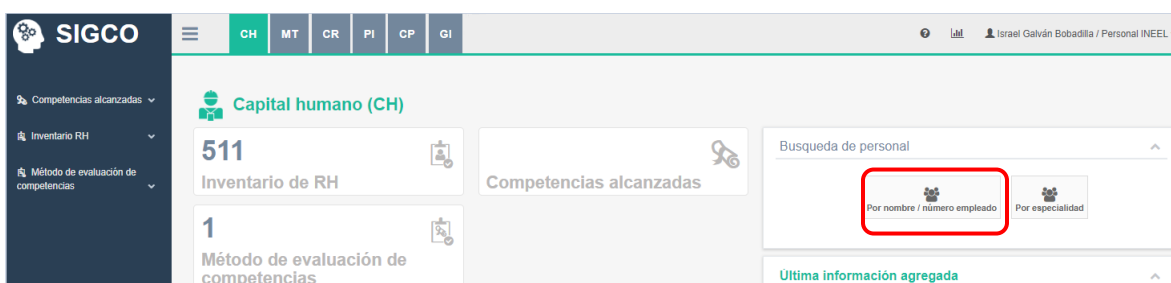 SIGCO
CH MT CR PI CP GI
Israel Galván Bobadilla / Personal INEEL
Competencias alcanzadas
Inventario RH
Método de evaluación de
competencias
Capital humano (CH)
511
Inventario de RH
Competencias alcanzadas
1
Método de evaluación de
competencias
Busqueda de personal
Por nombre / número empleado
Por especialidad
Última información agregada